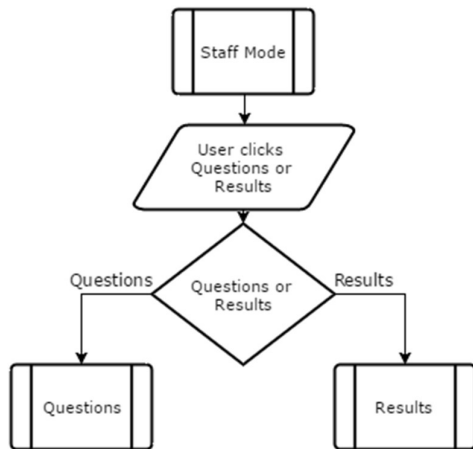 Staff Mode
User clicks
Questions or
Results
Questions
Questions or
Results
Results
Questions
Results